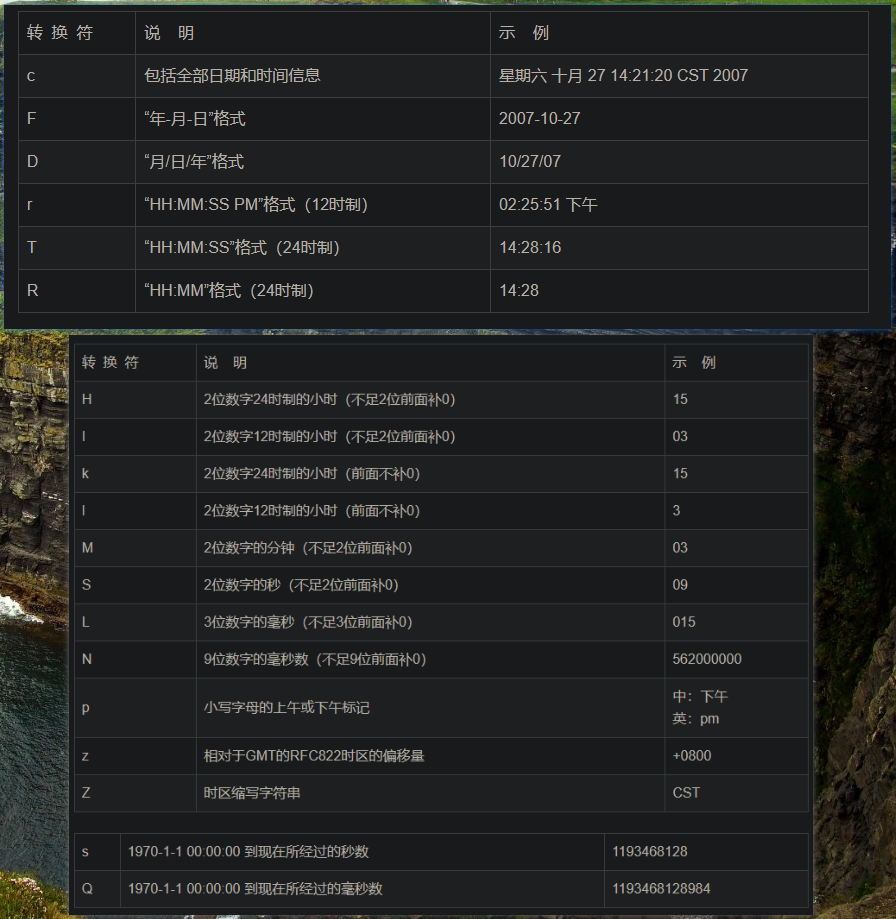 转 换 符 说 明 示 例
c 包括全部日期和时间信息 星期六 十月 27 14:21:20 CST 2007
F “年-月-日”格式 2007-10-27
D “月/日/年”格式 10/27/07
r “HH:MM:SS PM”格式（12时制） 02:25:51 下午
T “HH:MM:SS”格式（24时制） 14:28:16
R “HH:MM”格式（24时制） 14:28
转 换 符 说 明 示 例
H 2位数字24时制的小时（不足2位前面补0） 15
I 2位数字12时制的小时（不足2位前面补0） 03
k 2位数字24时制的小时（前面不补0） 15
l 2位数字12时制的小时（前面不补0） 3
M 2位数字的分钟（不足2位前面补0） 03
S 2位数字的秒（不足2位前面补0） 09
L 3位数字的毫秒（不足3位前面补0） 015
N 9位数字的毫秒数（不足9位前面补0） 562000000
p 小写字母的上午或下午标记 中：下午
英：pm
z 相对于GMT的RFC822时区的偏移量 +0800
Z 时区缩写字符串 CST
s 1970-1-1 00:00:00 到现在所经过的秒数 1193468128
Q 1970-1-1 00:00:00 到现在所经过的毫秒数 1193468128984